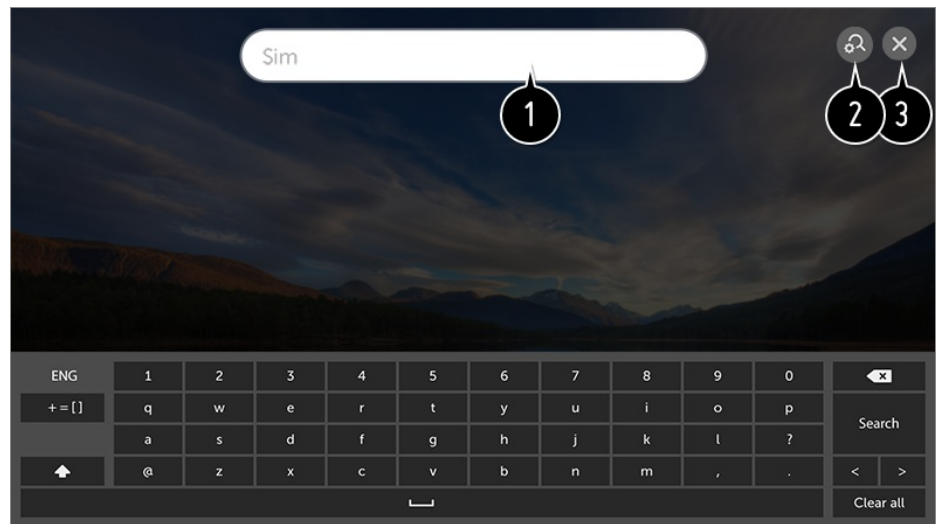 Sim
1
2
3
ENG 1 2 3 4 5 6 7 8 9 0
+=[] q w e r t y u i o p
Search
a s d f g h j k l ?
@ z x c v b n m , . < >
Clear all